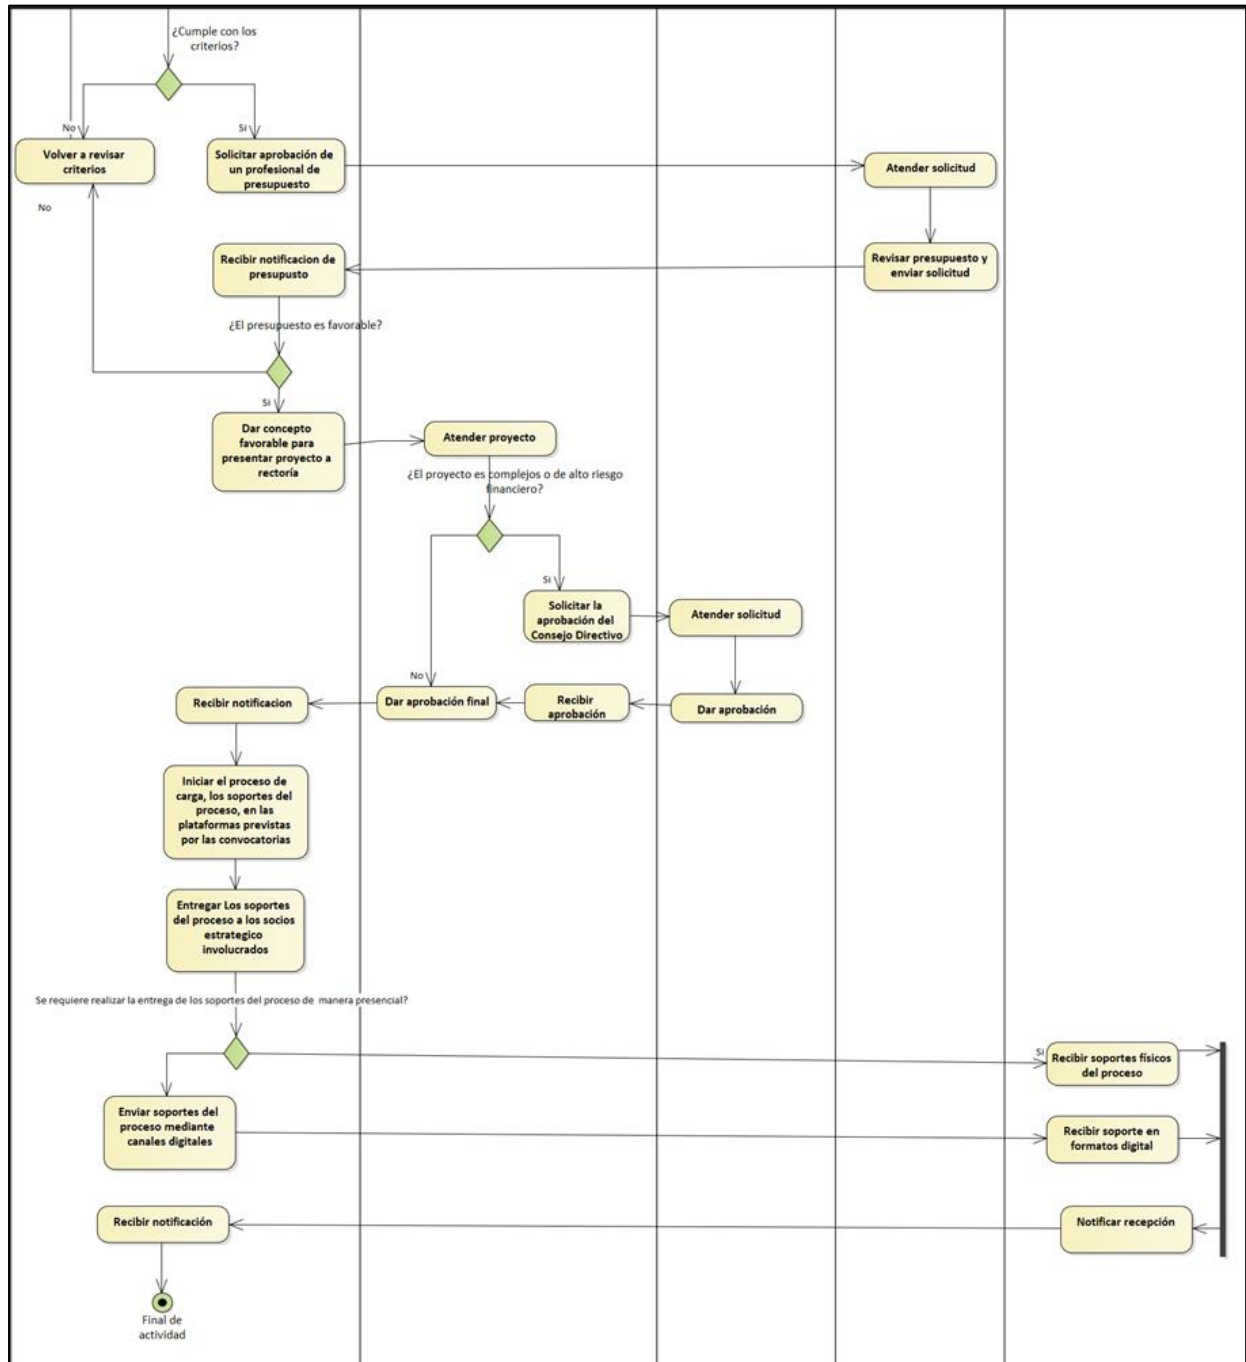 ¿Cumple con los
criterios?
No
Si
Volver a revisar
criterios
Solicitar aprobación de
un profesional de
presupuesto
Atender solicitud
No
Recibir notificacion de
presupusto
Revisar presupuesto y
enviar solicitud
¿El presupuesto es favorable?
Si
Dar concepto
favorable para
presentar proyecto a
rectoría
Atender proyecto
¿El proyecto es complejos o de alto riesgo
financiero?
Si
Solicitar la
aprobación del
Consejo Directivo
Atender solicitud
No
Recibir notificacion
Dar aprobación final
Recibir
aprobación
Dar aprobación
Iniciar el proceso de
carga, los soportes del
proceso, en las
plataformas previstas
por las convocatorias
Entregar Los soportes
del proceso a los socios
estrategico
involucrados
Se requiere realizar la entrega de los soportes del proceso de manera presencial?
Si
Recibir soportes físicos
del proceso
Enviar soportes del
proceso mediante
canales digitales
Recibir soporte en
formatos digital
Recibir notificación
Notificar recepción
Final de
actividad